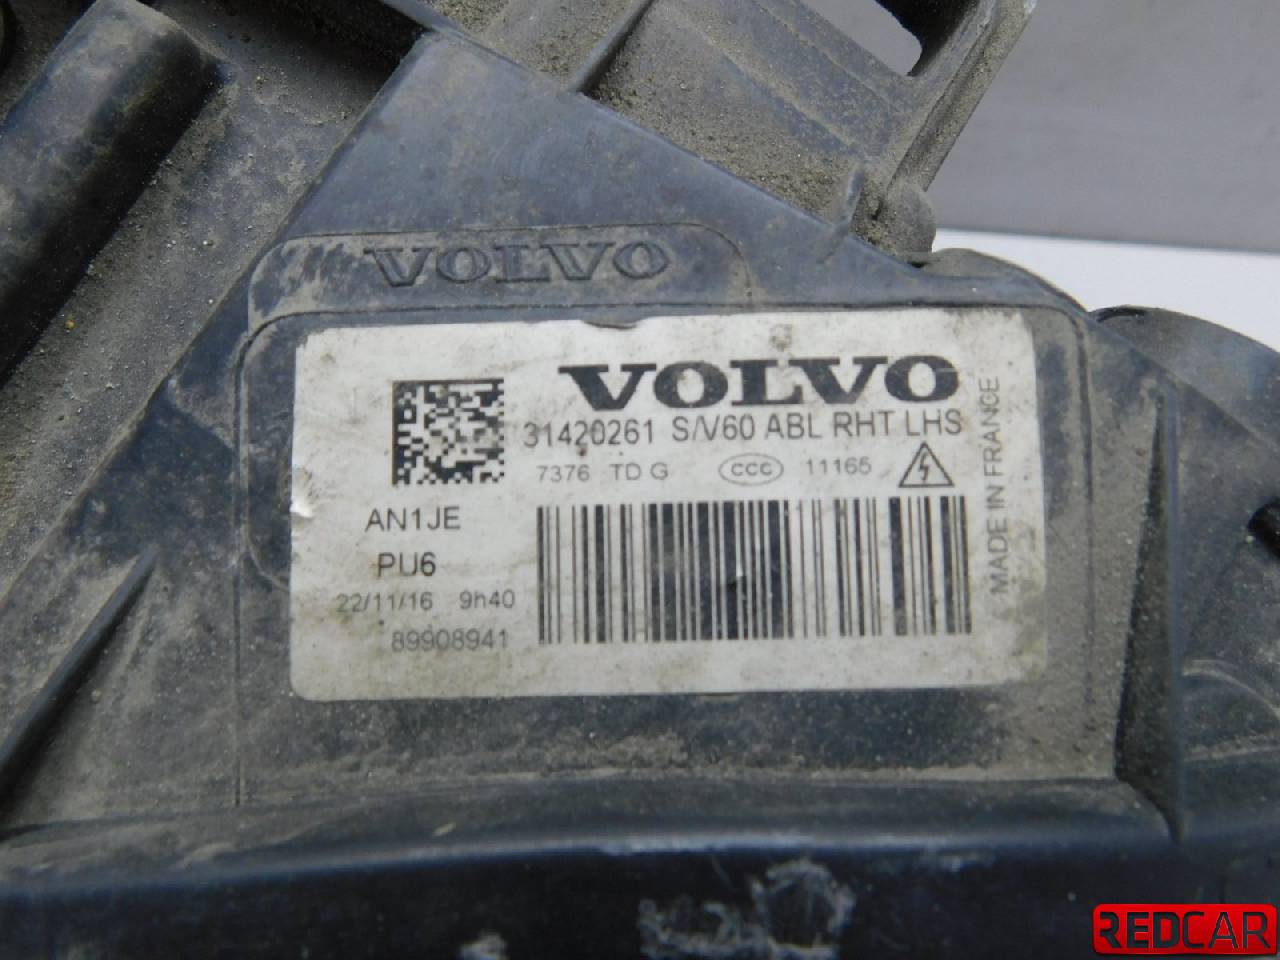 VOLVO
VOLVO
31420261 S/V60 ABL RHT LHS
7376 TD G CCC 11165
MADE IN FRANCE
AN1JE
PU6
22/11/16 9h40
89908941
REDCAR